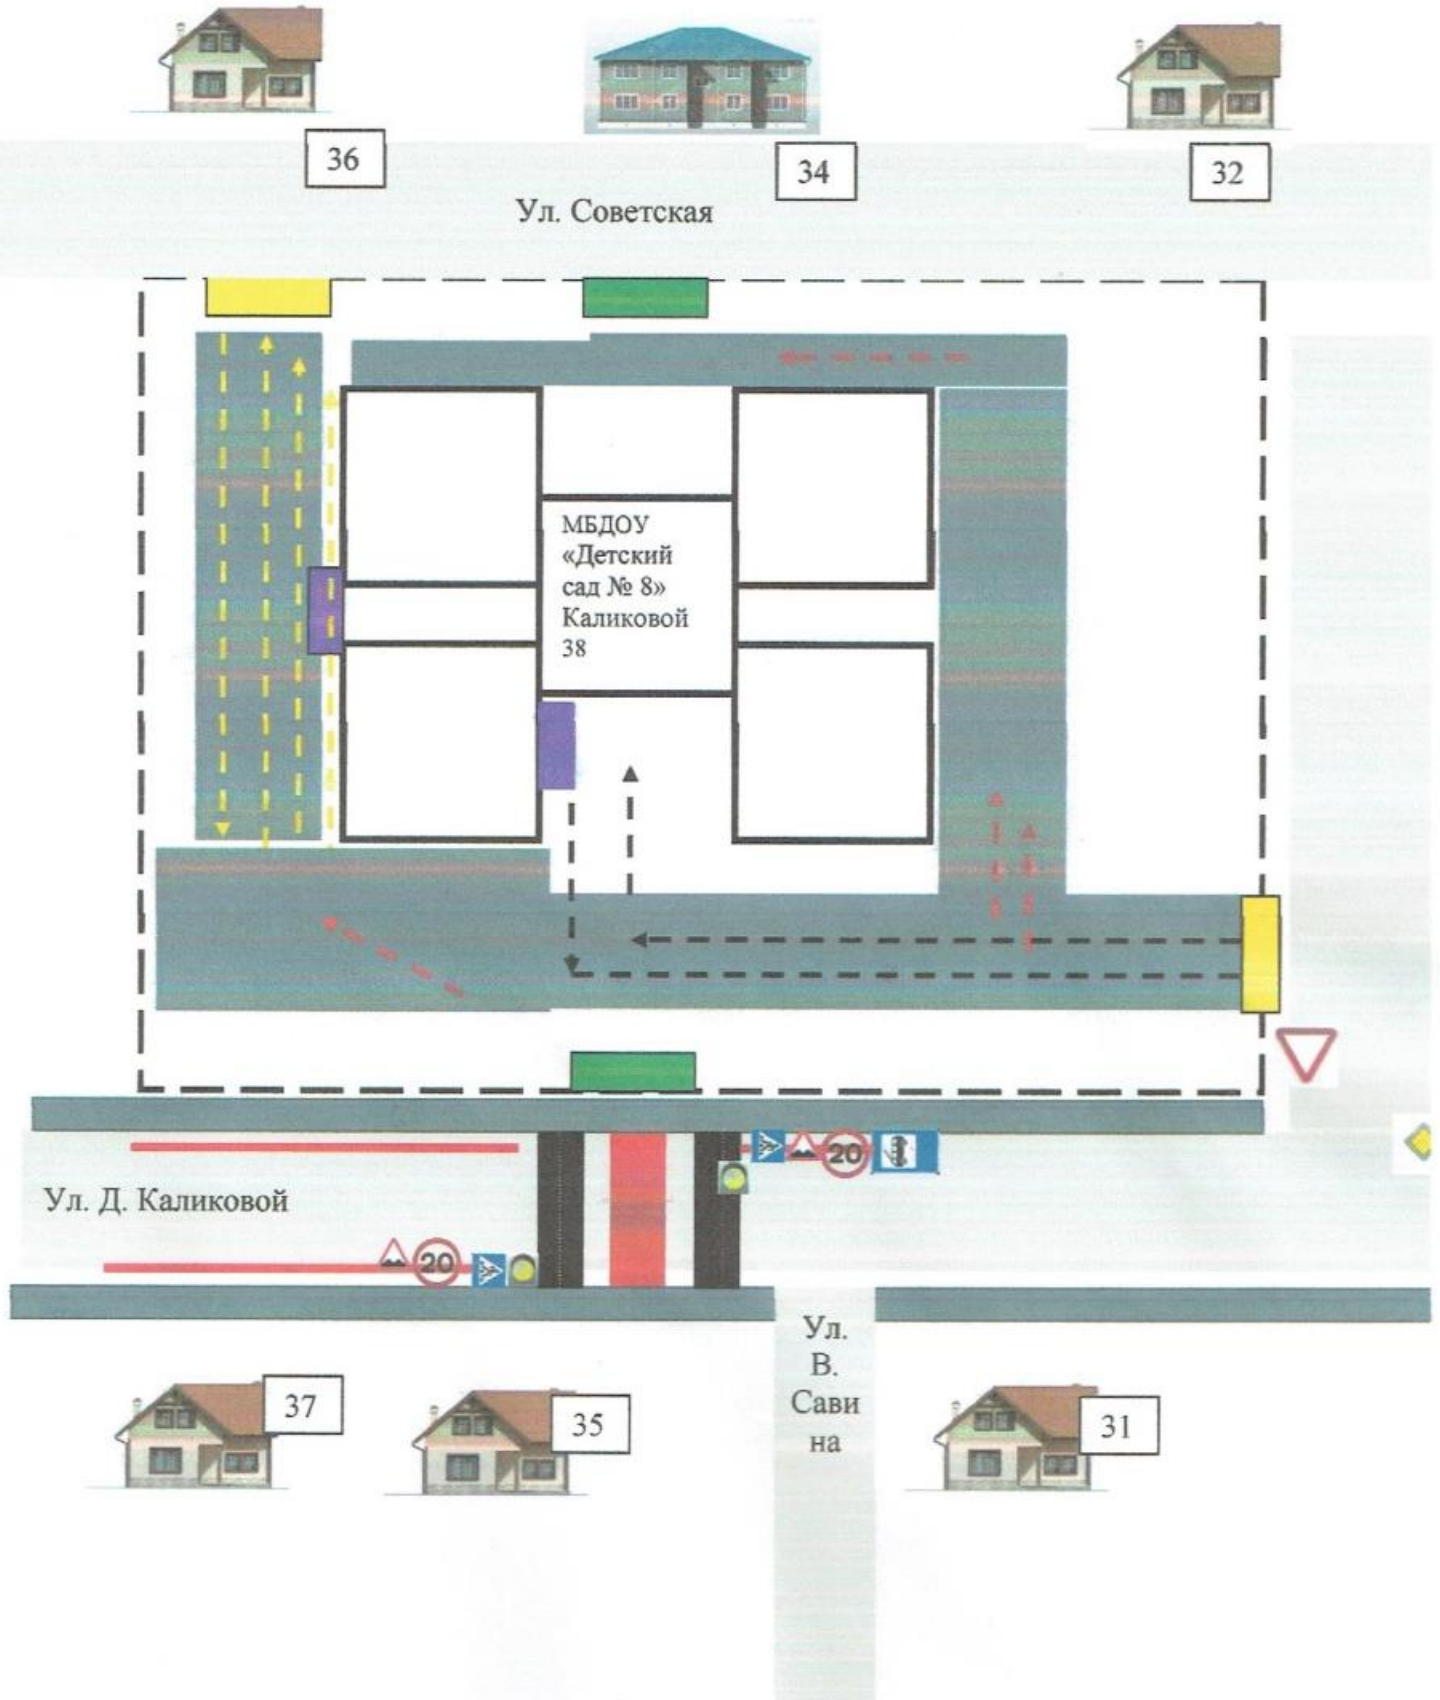 36
34
32
Ул. Советская
МБДОУ
«Детский
сад № 8»
Каликовой
38
20
Ул. Д. Каликовой
20
Ул.
В.
Сави
на
37
35
31